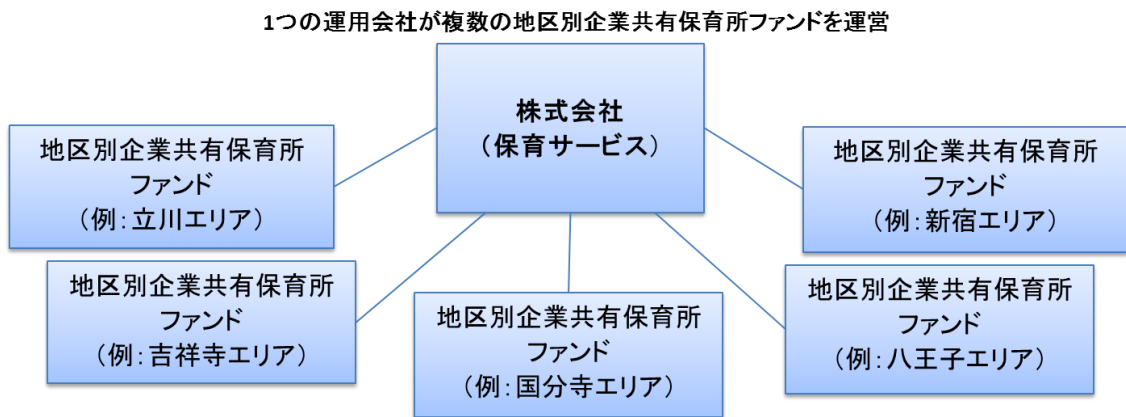 1つの運用会社が複数の地区別企業共有保育所ファンドを運営
株式会社
（保育サービス）
地区別企業共有保育所
ファンド
（例：立川エリア）
地区別企業共有保育所
ファンド
（例：新宿エリア）
地区別企業共有保育所
ファンド
（例：吉祥寺エリア）
地区別企業共有保育所
ファンド
（例：国分寺エリア）
地区別企業共有保育所
ファンド
（例：八王子エリア）